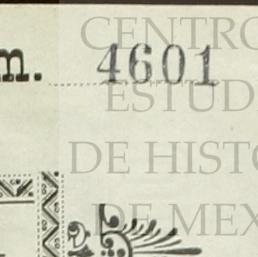 m. 4601
CENTRO
ESTUD
DE HISTO
DE MEX